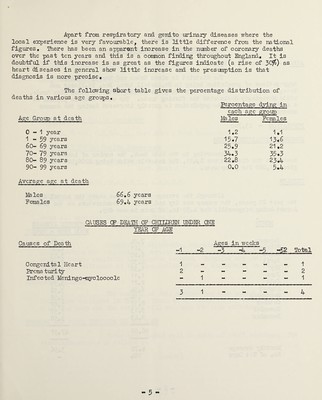 Apart from respiratory and genito urinary diseases where the
local experience is very favourable, there is little difference from the national
figures. There has been an apparent increase in the number of coronary deaths
over the past ten years and this is a common finding throughout England. It is
doubtful if this increase is as great as the figures indicate (a rise of 30%) as
heart diseases in general show little increase and the presumption is that
diagnosis is more precise.
The following short table gives the percentage distribution of
deaths in various age groups.
Percentage dying in
each age group
Age Group at death Males Females
0 - 1 year 1.2 1.1
1 - 59 years 15.7 13.6
60- 69 years 25.9 21.2
70- 79 years 34.3 35.3
80- 89 years 22.8 23.4
90- 99 years 0.0 5.4
Average age at death
Males 66.6 years
Females 69.4 years
CAUSES OF DEATH OF CHILDREN UNDER ONE
YEAR OF AGE
Causes of Death Ages in weeks
-1 -2 -3 -4 -5 -52 Total
Congenital Heart 1 - - - - - 1
Prematurity 2 - - - - - 2
Infected Meningo-myelocoele - 1 - - - - 1
3 1 - - - - 4
- 5 -